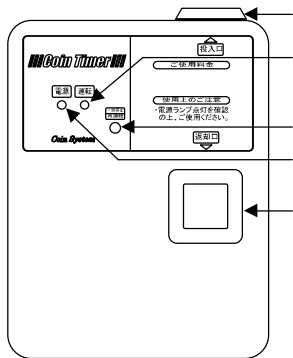 Coin Timer
電源 運転
Coin System
投入口
ご使用料金
使用上のご注意
・電源ランプ点灯を確認
の上、ご使用ください。
返却口